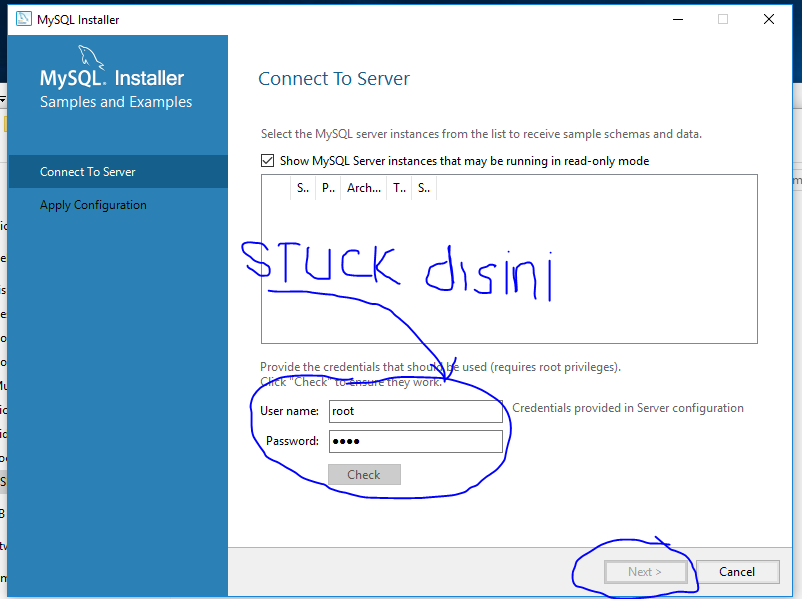 MySQL Installer
MySQL. Installer
Samples and Examples
Connect To Server
Apply Configuration
Connect To Server
Select the MySQL server instances from the list to receive sample schemas and data.
Show MySQL Server instances that may be running in read-only mode
S.. P.. Arch... T.. S..
STUCK disini
Provide the credentials that should be used (requires root privileges).
Click "Check" to ensure they work.
User name: root
Credentials provided in Server configuration
Password: ●●●●
Check
Next > Cancel